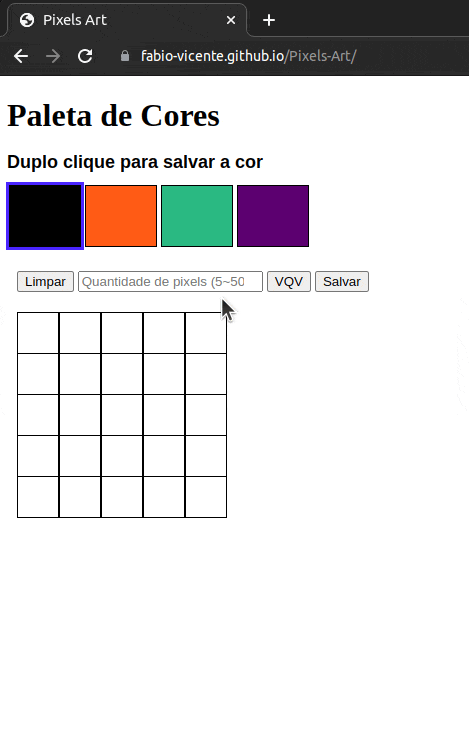 Pixels Art
fabio-vicente.github.io/Pixels-Art/
Paleta de Cores
Duplo clique para salvar a cor
Limpar Quantidade de pixels (5~50 VQV Salvar